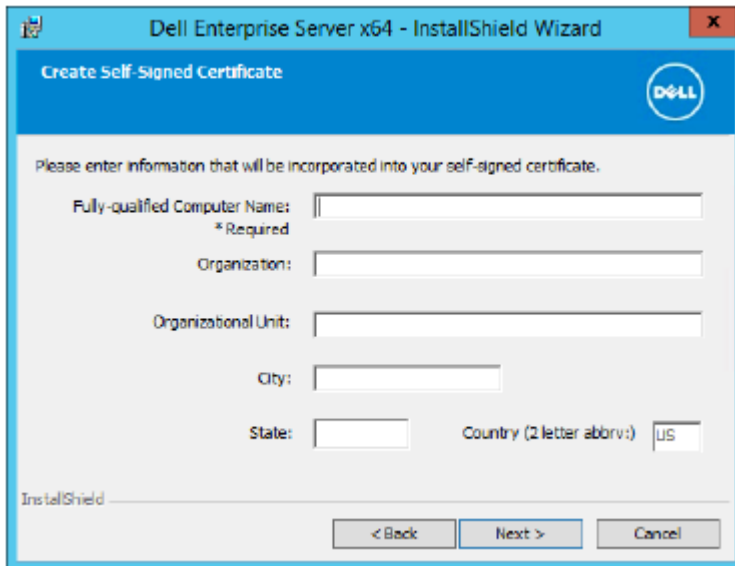 Dell Enterprise Server x64 - InstallShield Wizard
x
Create Self-Signed Certificate
DELL
Please enter information that will be incorporated into your self-signed certificate.
Fully-qualified Computer Name:
* Required
Organization:
Organizational Unit:
City:
State:
Country (2 letter abbrv:)
US
InstallShield
< Back
Next >
Cancel